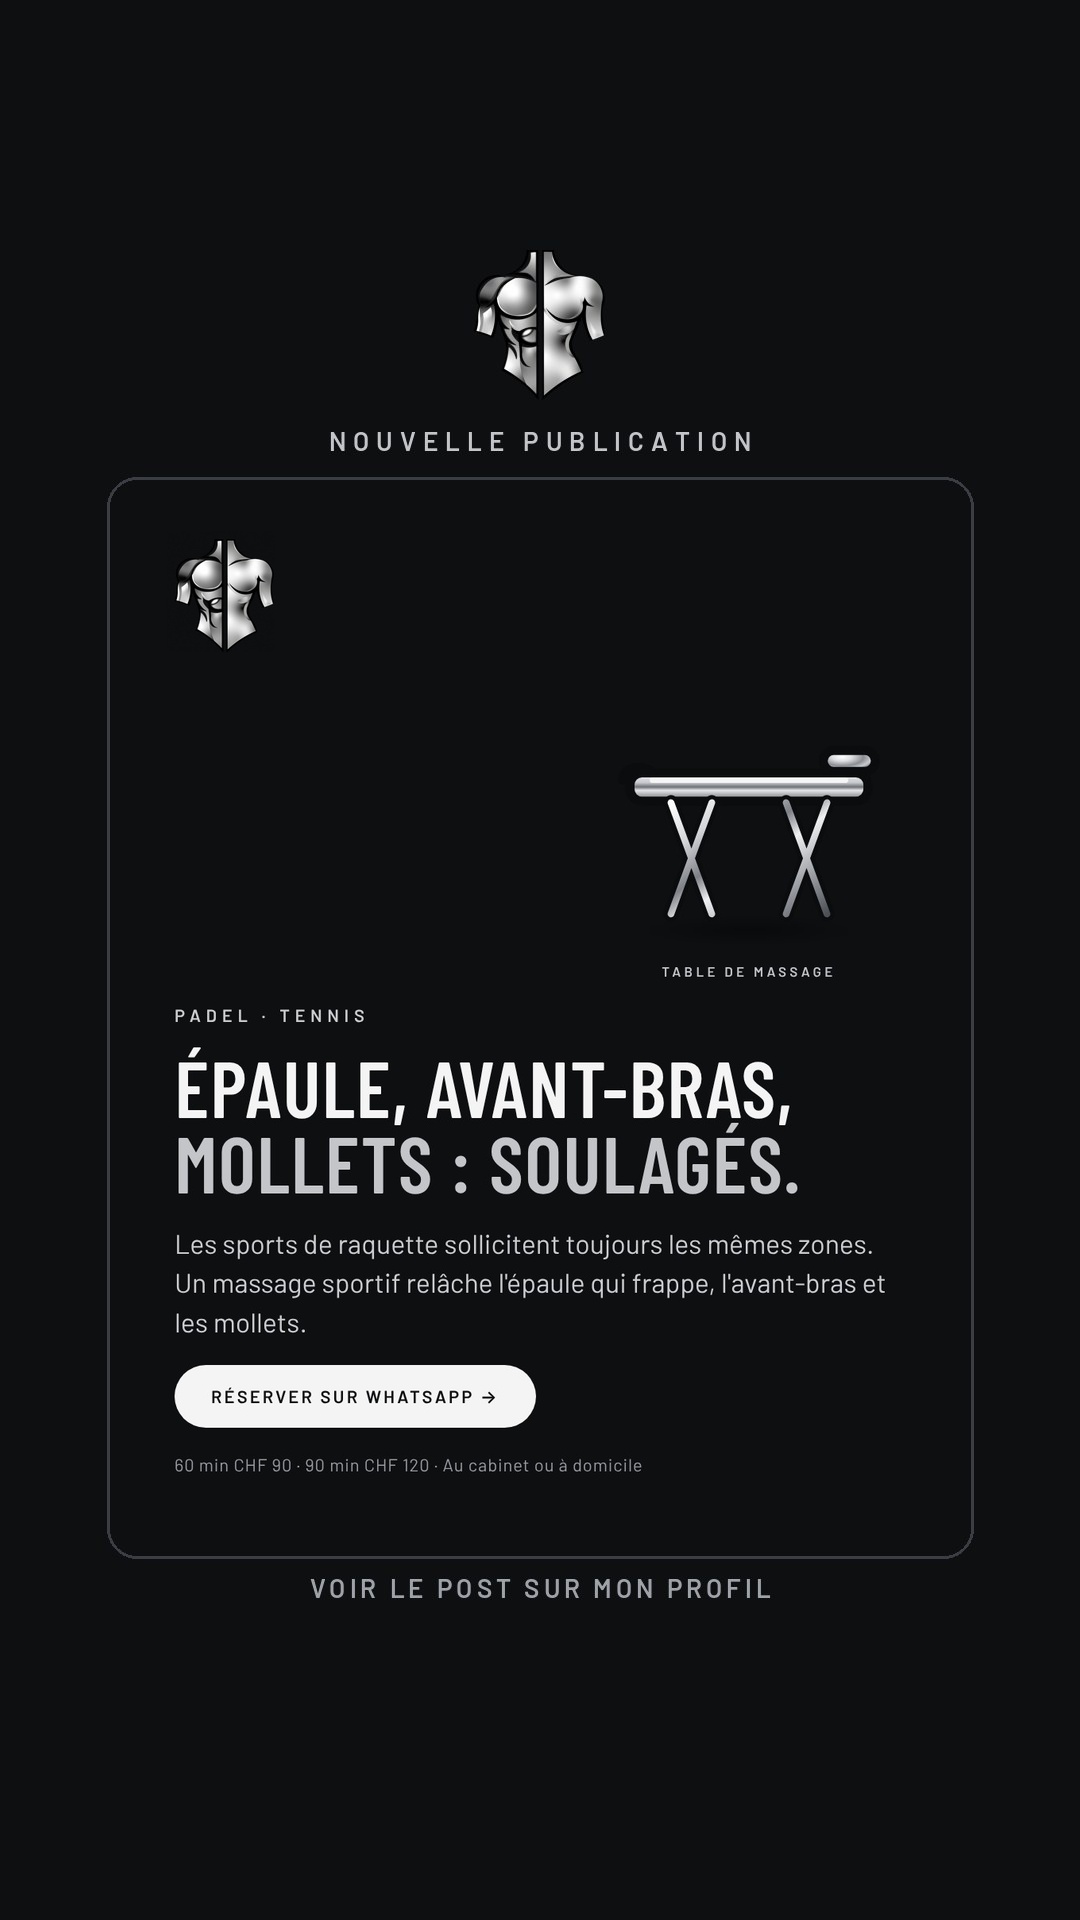 NOUVELLE PUBLICATION
TABLE DE MASSAGE
PADEL · TENNIS
ÉPAULE, AVANT-BRAS,
MOLLETS : SOULAGÉS.
Les sports de raquette sollicitent toujours les mêmes zones.
Un massage sportif relâche l'épaule qui frappe, l'avant-bras et
les mollets.
RÉSERVER SUR WHATSAPP →
60 min CHF 90 · 90 min CHF 120 · Au cabinet ou à domicile
VOIR LE POST SUR MON PROFIL